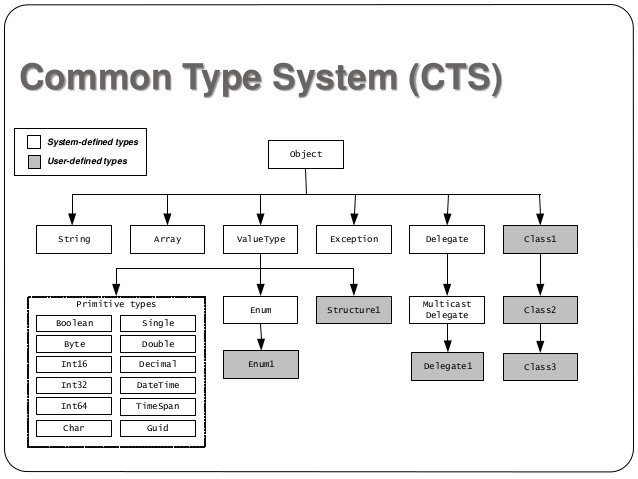 Common Type System (CTS)
System-defined types
User-defined types
Object
String
Array
ValueType
Exception
Delegate
Class1
Primitive types
Boolean
Single
Byte
Double
Int16
Decimal
Int32
DateTime
Int64
TimeSpan
Char
Guid
Enum
Structure1
Multicast
Delegate
Class2
Enum1
Delegate1
Class3